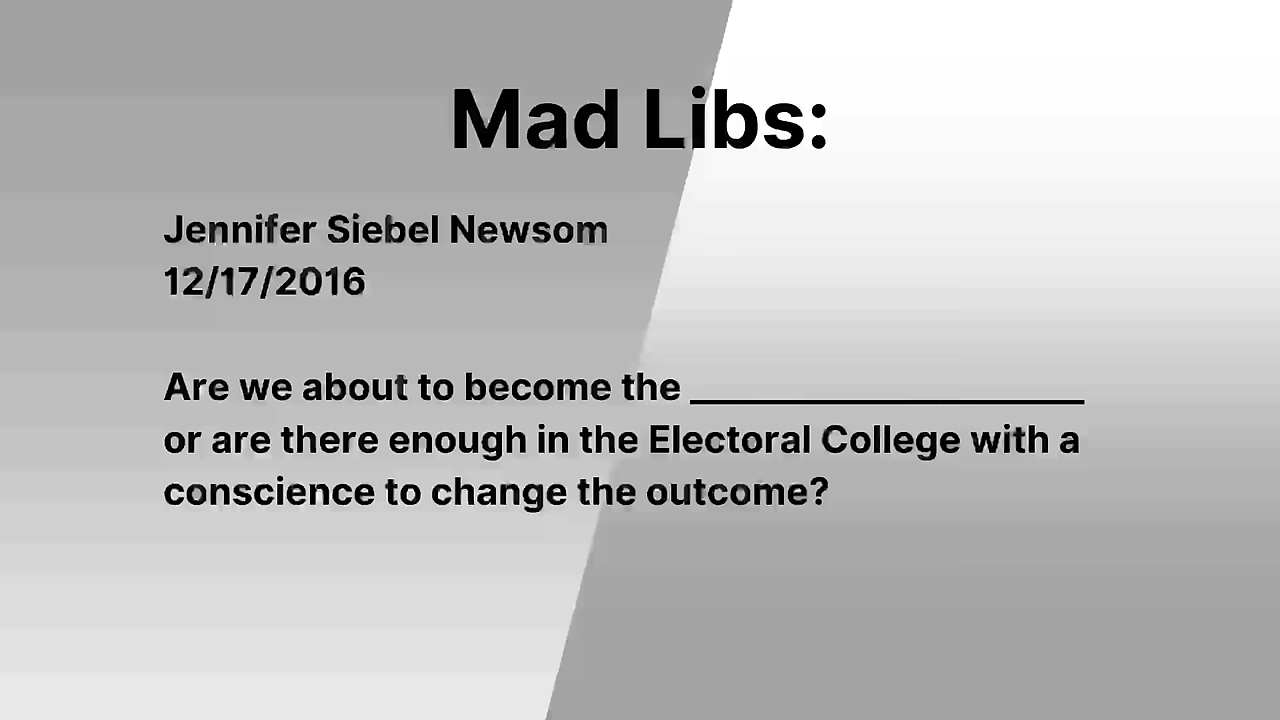 Mad Libs:
Jennifer Siebel Newsom
12/17/2016
Are we about to become the ____________________
or are there enough in the Electoral College with a
conscience to change the outcome?